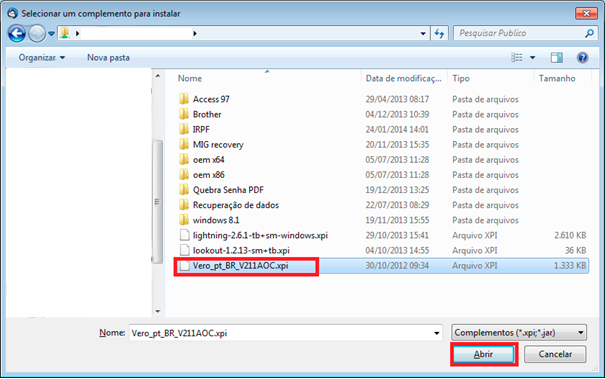 Selecionar um complemento para instalar
Pesquisar Publico
Organizar Nova pasta
Nome Data de modificaç... Tipo Tamanho
Access 97 29/04/2013 08:17 Pasta de arquivos
Brother 04/12/2013 10:39 Pasta de arquivos
IRPF 24/01/2014 14:01 Pasta de arquivos
MIG recovery 20/11/2013 15:35 Pasta de arquivos
oem x64 05/07/2013 11:28 Pasta de arquivos
oem x86 05/07/2013 11:28 Pasta de arquivos
Quebra Senha PDF 19/12/2013 13:25 Pasta de arquivos
Recuperação de dados 22/07/2013 08:29 Pasta de arquivos
windows 8.1 19/11/2013 15:55 Pasta de arquivos
lightning-2.6.1-tb+sm-windows.xpi 29/10/2013 15:41 Arquivo XPI 2.610 KB
lookout-1.2.13-sm+tb.xpi 04/10/2013 14:55 Arquivo XPI 36 KB
Vero_pt_BR_V211AOC.xpi 30/10/2012 09:34 Arquivo XPI 1.333 KB
Nome: Vero_pt_BR_V211AOC.xpi Complementos (*.xpi;*.jar)
Abrir Cancelar